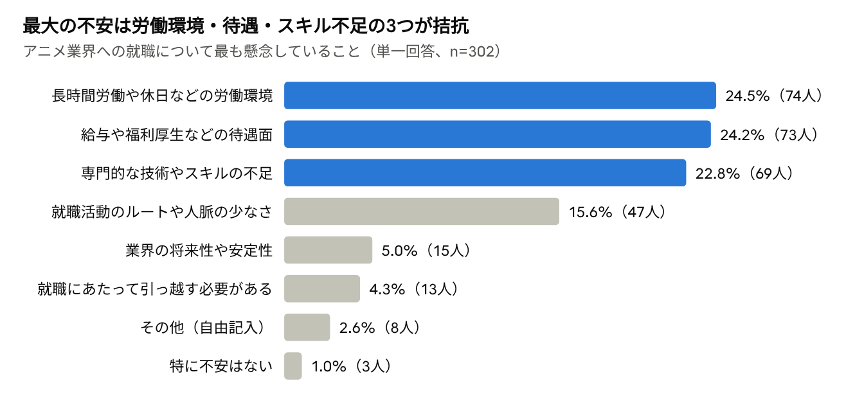 最大の不安は労働環境・待遇・スキル不足の3つが拮抗
アニメ業界への就職について最も懸念していること（単一回答、n=302）
長時間労働や休日などの労働環境 24.5%（74人）
給与や福利厚生などの待遇面 24.2%（73人）
専門的な技術やスキルの不足 22.8%（69人）
就職活動のルートや人脈の少なさ 15.6%（47人）
業界の将来性や安定性 5.0%（15人）
就職にあたって引っ越す必要がある 4.3%（13人）
その他（自由記入） 2.6%（8人）
特に不安はない 1.0%（3人）